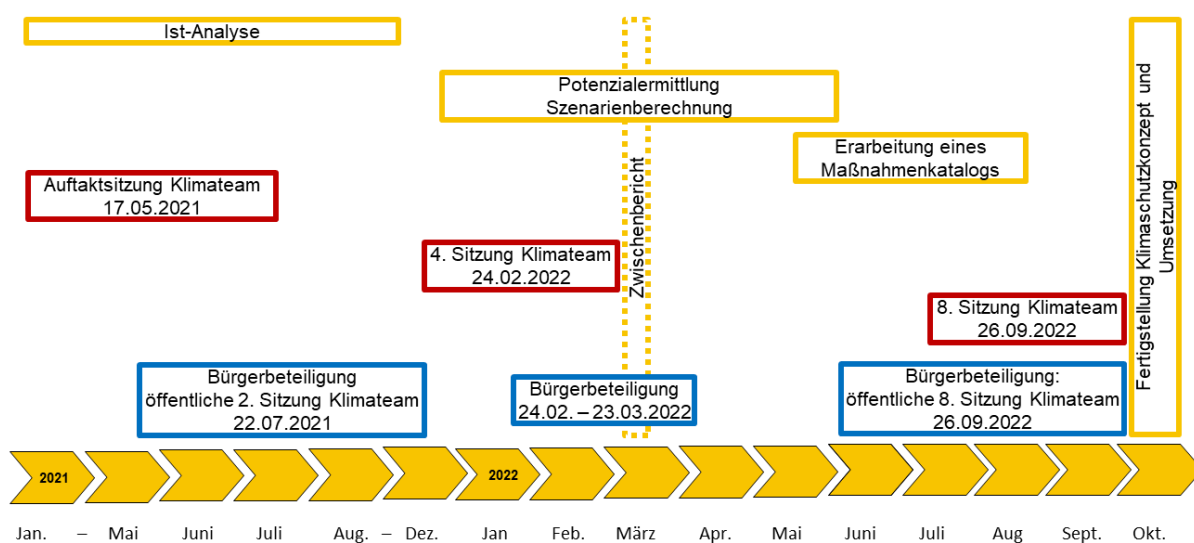 Ist-Analyse
Potenzialermittlung
Szenarienberechnung
Zwischenbericht
Erarbeitung eines
Maßnahmenkatalogs
Fertigstellung Klimaschutzkonzept und
Umsetzung
Auftaktsitzung Klimateam
17.05.2021
4. Sitzung Klimateam
24.02.2022
8. Sitzung Klimateam
26.09.2022
Bürgerbeteiligung
öffentliche 2. Sitzung Klimateam
22.07.2021
Bürgerbeteiligung
24.02. – 23.03.2022
Bürgerbeteiligung:
öffentliche 8. Sitzung Klimateam
26.09.2022
2021 2022
Jan. – Mai Juni Juli Aug. – Dez. Jan Feb. März Apr. Mai Juni Juli Aug Sept. Okt.